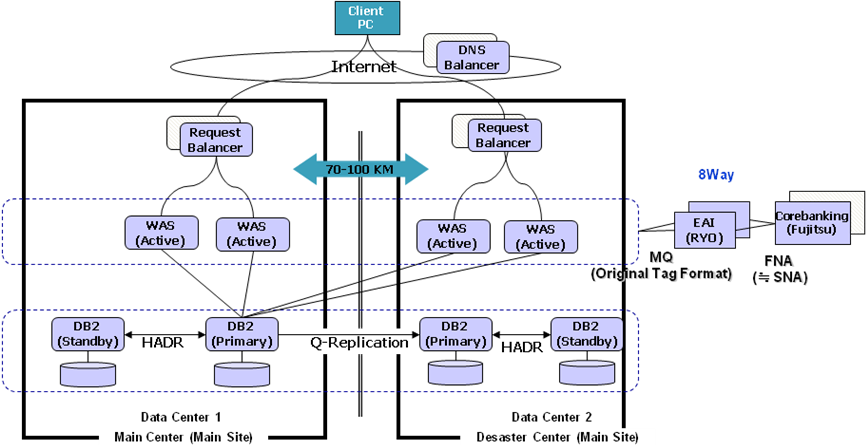 Client
PC
DNS
Balancer
Internet
Request
Balancer
Request
Balancer
70-100 KM
8Way
WAS
(Active)
WAS
(Active)
WAS
(Active)
WAS
(Active)
EAI
(RYO)
Corebanking
(Fujitsu)
MQ
(Original Tag Format)
FNA
(≒ SNA)
DB2
(Standby)
HADR
DB2
(Primary)
Q-Replication
DB2
(Primary)
HADR
DB2
(Standby)
Data Center 1
Main Center (Main Site)
Data Center 2
Desaster Center (Main Site)